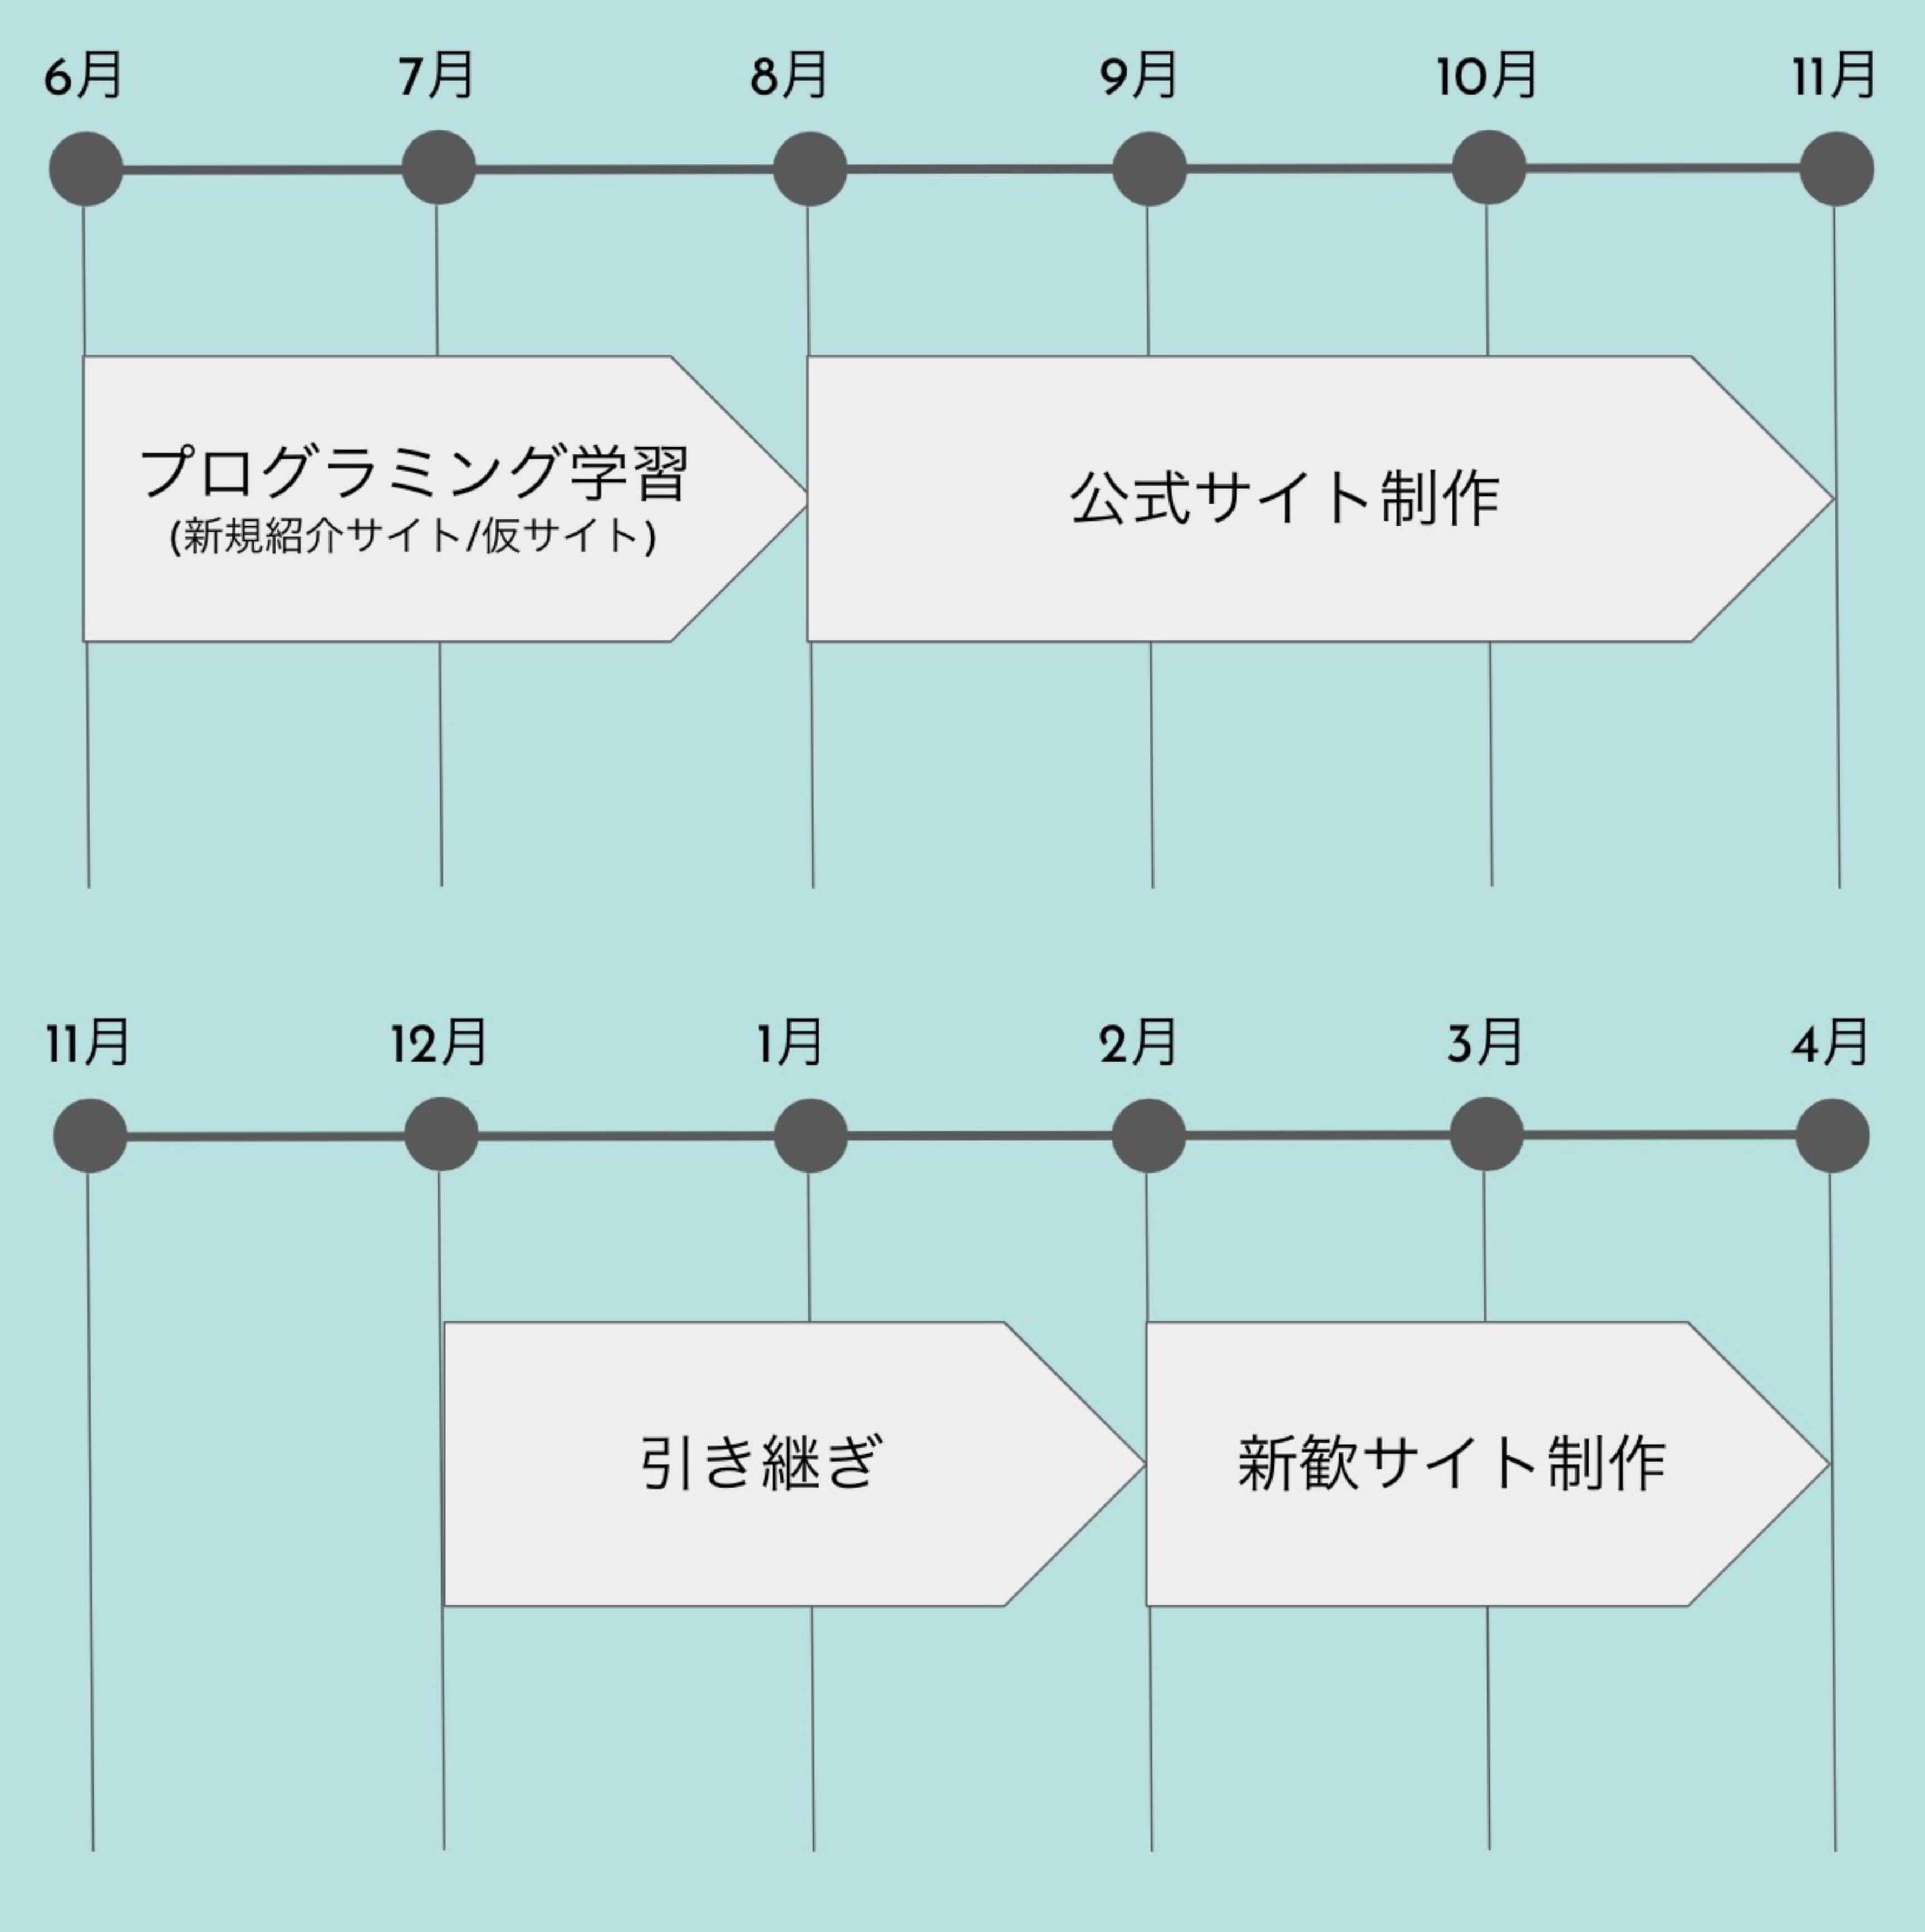 6月 7月 8月 9月 10月 11月
プログラミング学習
(新規紹介サイト/仮サイト)
公式サイト制作
11月 12月 1月 2月 3月 4月
引き継ぎ
新歓サイト制作